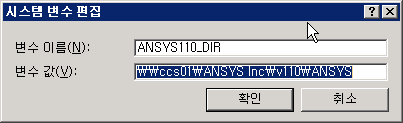 시스템 변수 편집
변수 이름(N):
ANSYS110_DIR
변수 값(V):
₩₩ccs01₩ANSYS Inc₩v110₩ANSYS
확인
취소